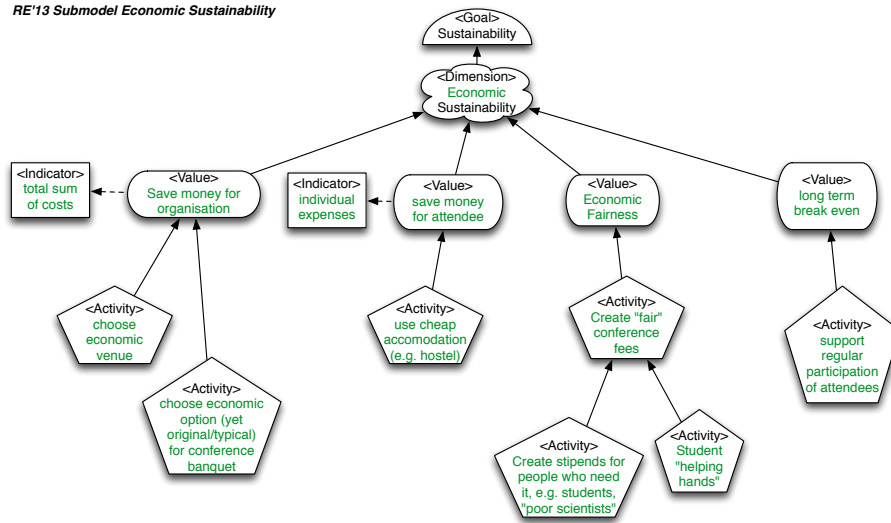 RE'13 Submodel Economic Sustainability
<Goal>
Sustainability
<Dimension>
Economic
Sustainability
<Indicator>
total sum
of costs
<Value>
Save money for
organisation
<Indicator>
individual
expenses
<Value>
save money
for attendee
<Value>
Economic
Fairness
<Value>
long term
break even
<Activity>
choose
economic
venue
<Activity>
choose economic
option (yet
original/typical)
for conference
banquet
<Activity>
use cheap
accomodation
(e.g. hostel)
<Activity>
Create "fair"
conference
fees
<Activity>
Create stipends for
people who need
it, e.g. students,
"poor scientists"
<Activity>
Student
"helping
hands"
<Activity>
support
regular
participation
of attendees